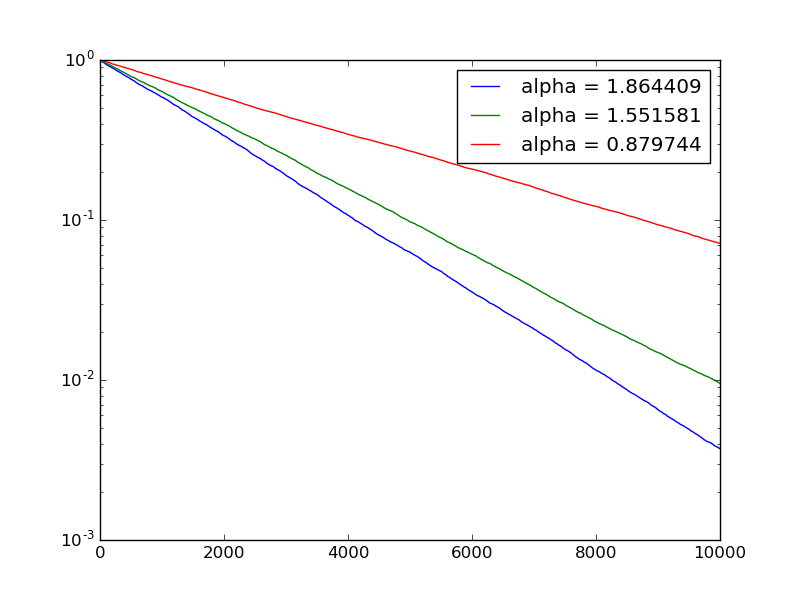 10^0
alpha = 1.864409
alpha = 1.551581
alpha = 0.879744
10^-1
10^-2
10^-3
0 2000 4000 6000 8000 10000